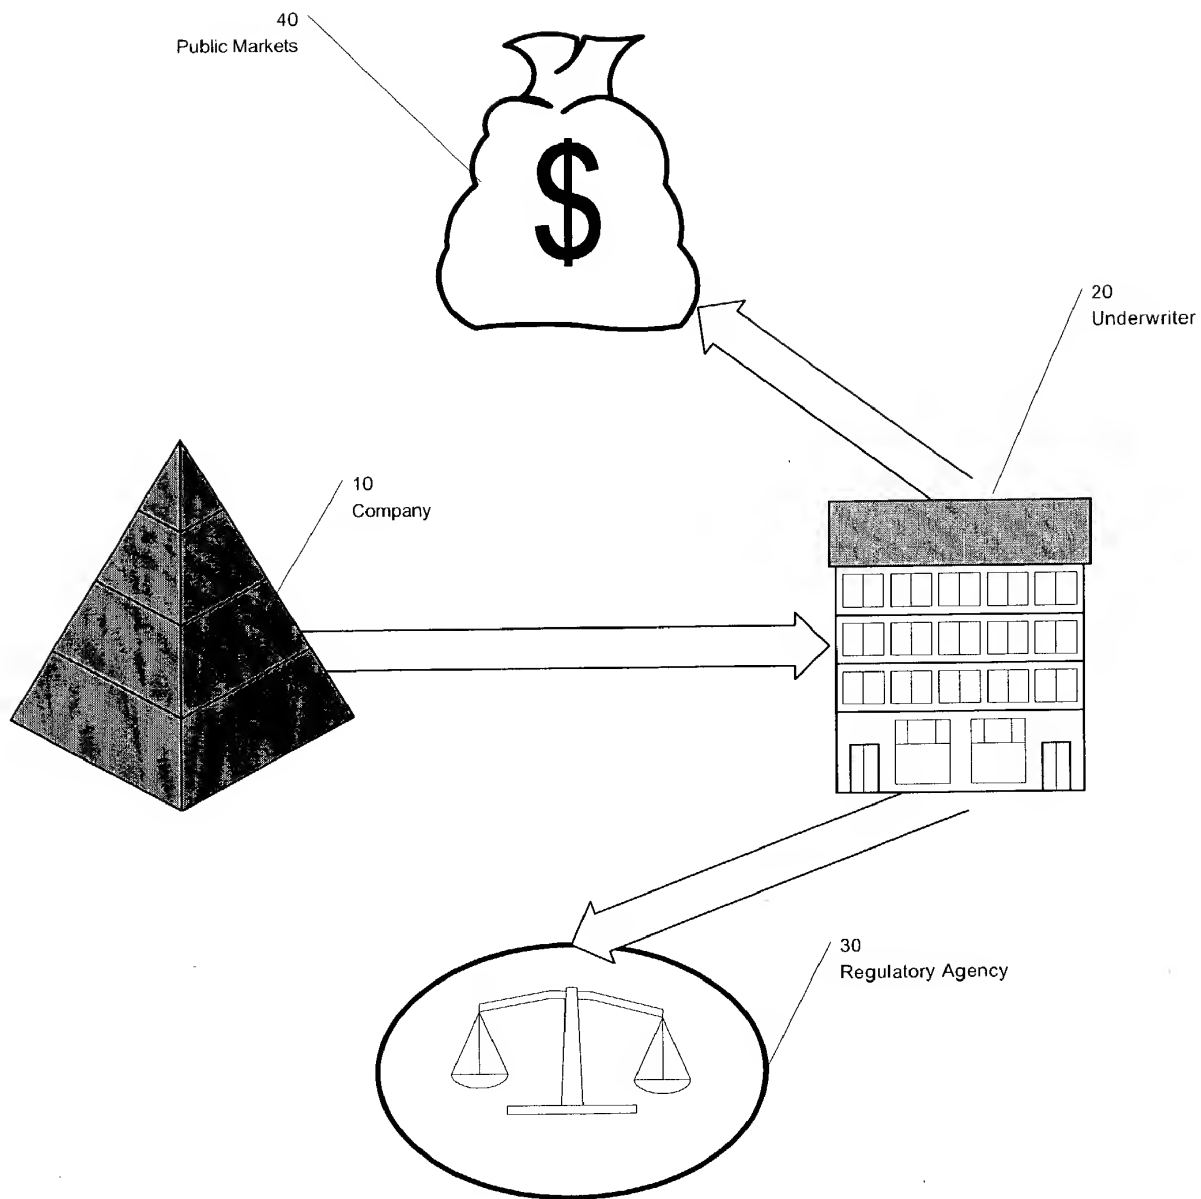 40
Public Markets
$
20
Underwriter
10
Company
30
Regulatory Agency